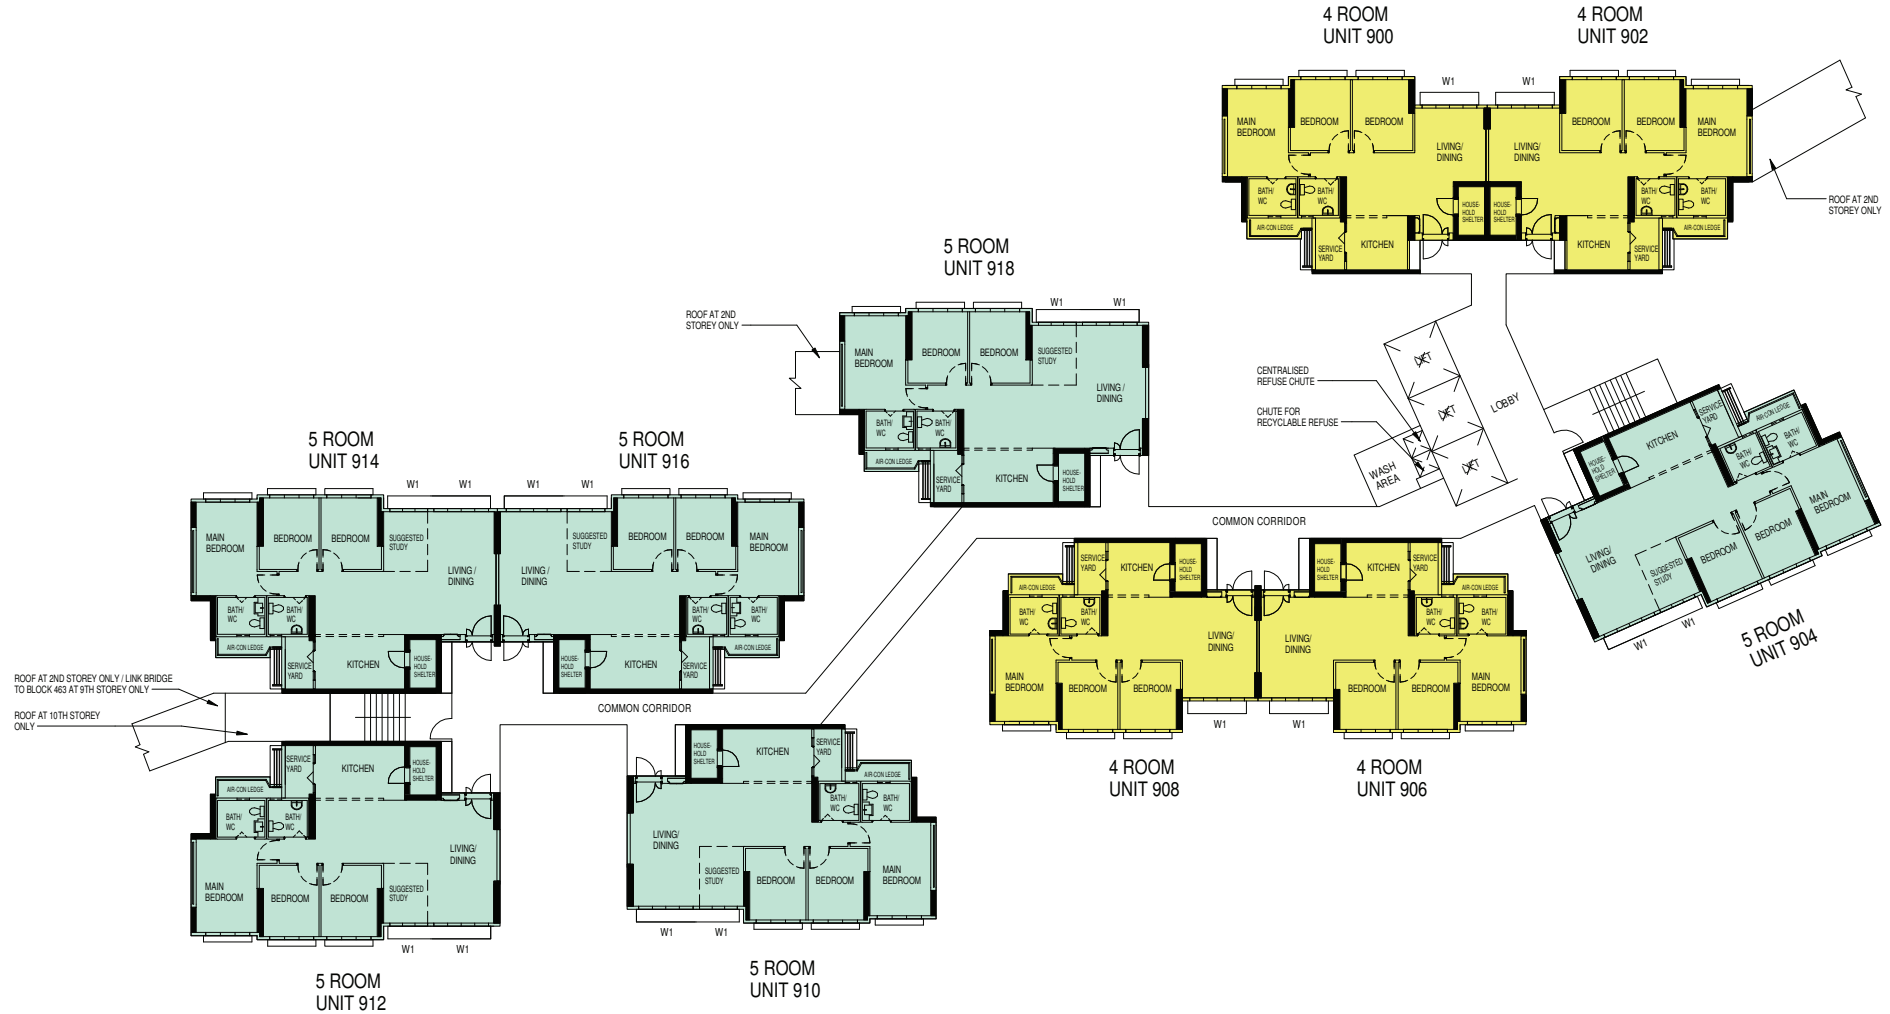 4 ROOM
UNIT 900
4 ROOM
UNIT 902
W1
W1
MAIN
BEDROOM
BEDROOM
BEDROOM
LIVING/
DINING
LIVING/
DINING
BEDROOM
BEDROOM
MAIN
BEDROOM
BATH/
WC
BATH/
WC
HOUSE-
HOLD
SHELTER
HOUSE-
HOLD
SHELTER
BATH/
WC
BATH/
WC
AIR-CON LEDGE
SERVICE
YARD
KITCHEN
KITCHEN
SERVICE
YARD
AIR-CON LEDGE
ROOF AT 2ND
STOREY ONLY
5 ROOM
UNIT 918
ROOF AT 2ND
STOREY ONLY
W1
W1
MAIN
BEDROOM
BEDROOM
BEDROOM
SUGGESTED
STUDY
LIVING /
DINING
BATH/
WC
BATH/
WC
AIR-CON LEDGE
SERVICE
YARD
KITCHEN
HOUSE-
HOLD
SHELTER
CENTRALISED
REFUSE CHUTE
CHUTE FOR
RECYCLABLE REFUSE
LIFT
LIFT
LIFT
LOBBY
WASH
AREA
COMMON CORRIDOR
SERVICE
YARD
AIR-CON LEDGE
KITCHEN
HOUSE-
HOLD
SHELTER
BATH/
WC
BATH/
WC
MAIN
BEDROOM
BEDROOM
BEDROOM
LIVING/
DINING
SUGGESTED
STUDY
W1
W1
5 ROOM
UNIT 904
5 ROOM
UNIT 914
5 ROOM
UNIT 916
W1
W1
W1
W1
MAIN
BEDROOM
BEDROOM
BEDROOM
SUGGESTED
STUDY
LIVING /
DINING
LIVING /
DINING
SUGGESTED
STUDY
BEDROOM
BEDROOM
MAIN
BEDROOM
BATH/
WC
BATH/
WC
BATH/
WC
BATH/
WC
AIR-CON LEDGE
SERVICE
YARD
KITCHEN
HOUSE-
HOLD
SHELTER
HOUSE-
HOLD
SHELTER
KITCHEN
SERVICE
YARD
AIR-CON LEDGE
SERVICE
YARD
KITCHEN
HOUSE-
HOLD
SHELTER
HOUSE-
HOLD
SHELTER
KITCHEN
SERVICE
YARD
AIR-CON LEDGE
AIR-CON LEDGE
BATH/
WC
BATH/
WC
BATH/
WC
BATH/
WC
LIVING/
DINING
LIVING/
DINING
MAIN
BEDROOM
BEDROOM
BEDROOM
BEDROOM
BEDROOM
MAIN
BEDROOM
W1
W1
4 ROOM
UNIT 908
4 ROOM
UNIT 906
ROOF AT 2ND STOREY ONLY / LINK BRIDGE
TO BLOCK 463 AT 9TH STOREY ONLY
ROOF AT 10TH STOREY
ONLY
COMMON CORRIDOR
SERVICE
YARD
KITCHEN
HOUSE-
HOLD
SHELTER
AIR-CON LEDGE
BATH/
WC
BATH/
WC
LIVING/
DINING
MAIN
BEDROOM
BEDROOM
BEDROOM
SUGGESTED
STUDY
W1
W1
5 ROOM
UNIT 912
HOUSE-
HOLD
SHELTER
KITCHEN
SERVICE
YARD
AIR-CON LEDGE
BATH/
WC
BATH/
WC
LIVING/
DINING
SUGGESTED
STUDY
BEDROOM
BEDROOM
MAIN
BEDROOM
W1
W1
5 ROOM
UNIT 910